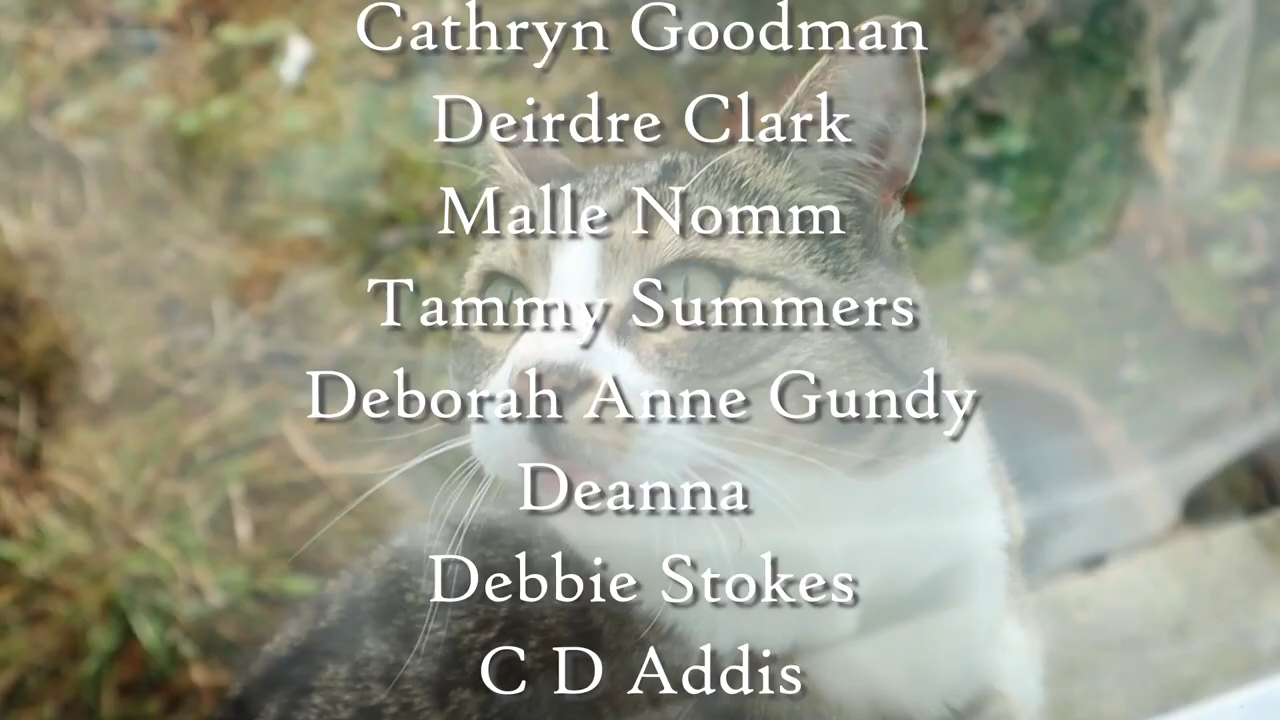 Cathryn Goodman
Deirdre Clark
Malle Nomm
Tammy Summers
Deborah Anne Gundy
Deanna
Debbie Stokes
C D Addis